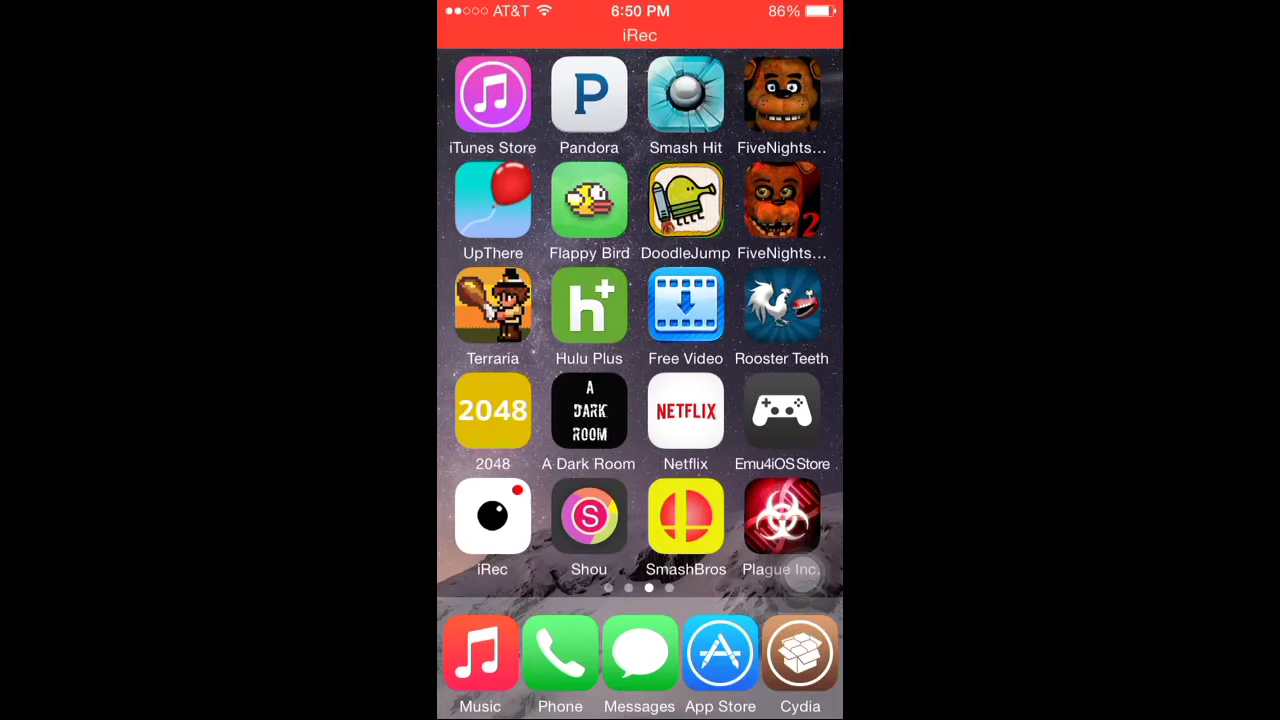 AT&T 6:50 PM 86%
iRec
P
iTunes Store Pandora Smash Hit FiveNights...
2
UpThere Flappy Bird DoodleJump FiveNights...
h+
Terraria Hulu Plus Free Video Rooster Teeth
2048 A DARK ROOM NETFLIX
2048 A Dark Room Netflix Emu4iOSStore
S
iRec Shou SmashBros Plague Inc.
Music Phone Messages App Store Cydia